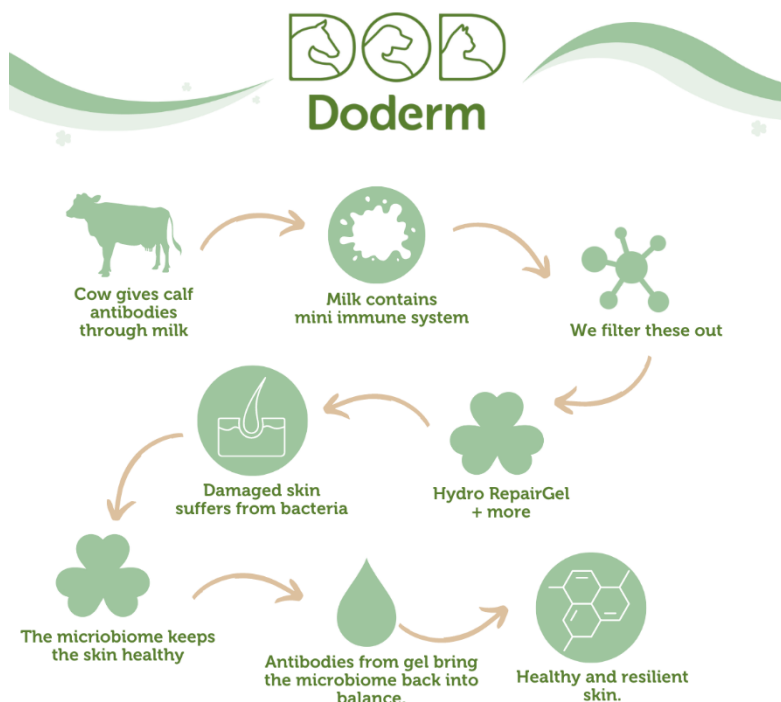 DOD
Doderm
Cow gives calf
antibodies
through milk
Milk contains
mini immune system
We filter these out
Damaged skin
suffers from bacteria
Hydro RepairGel
+ more
The micriobiome keeps
the skin healthy
Antibodies from gel bring
the microbiome back into
balance.
Healthy and resilient
skin.